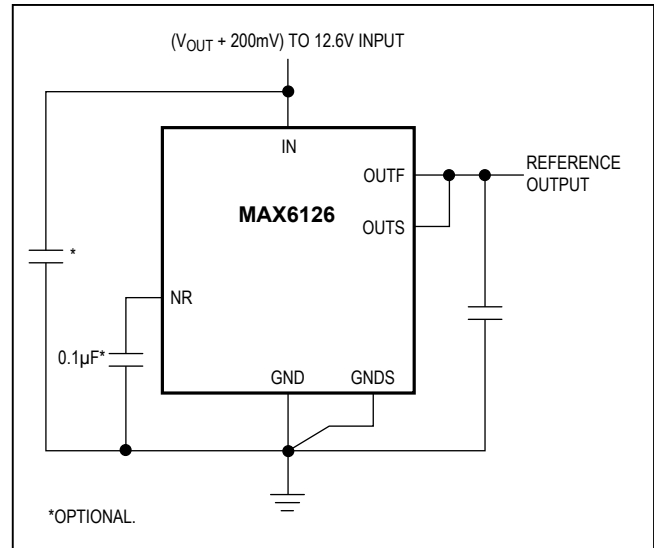 (VOUT + 200mV) TO 12.6V INPUT
IN
OUTF
REFERENCE
OUTPUT
MAX6126
OUTS
*
NR
0.1µF*
GND
GNDS
*OPTIONAL.